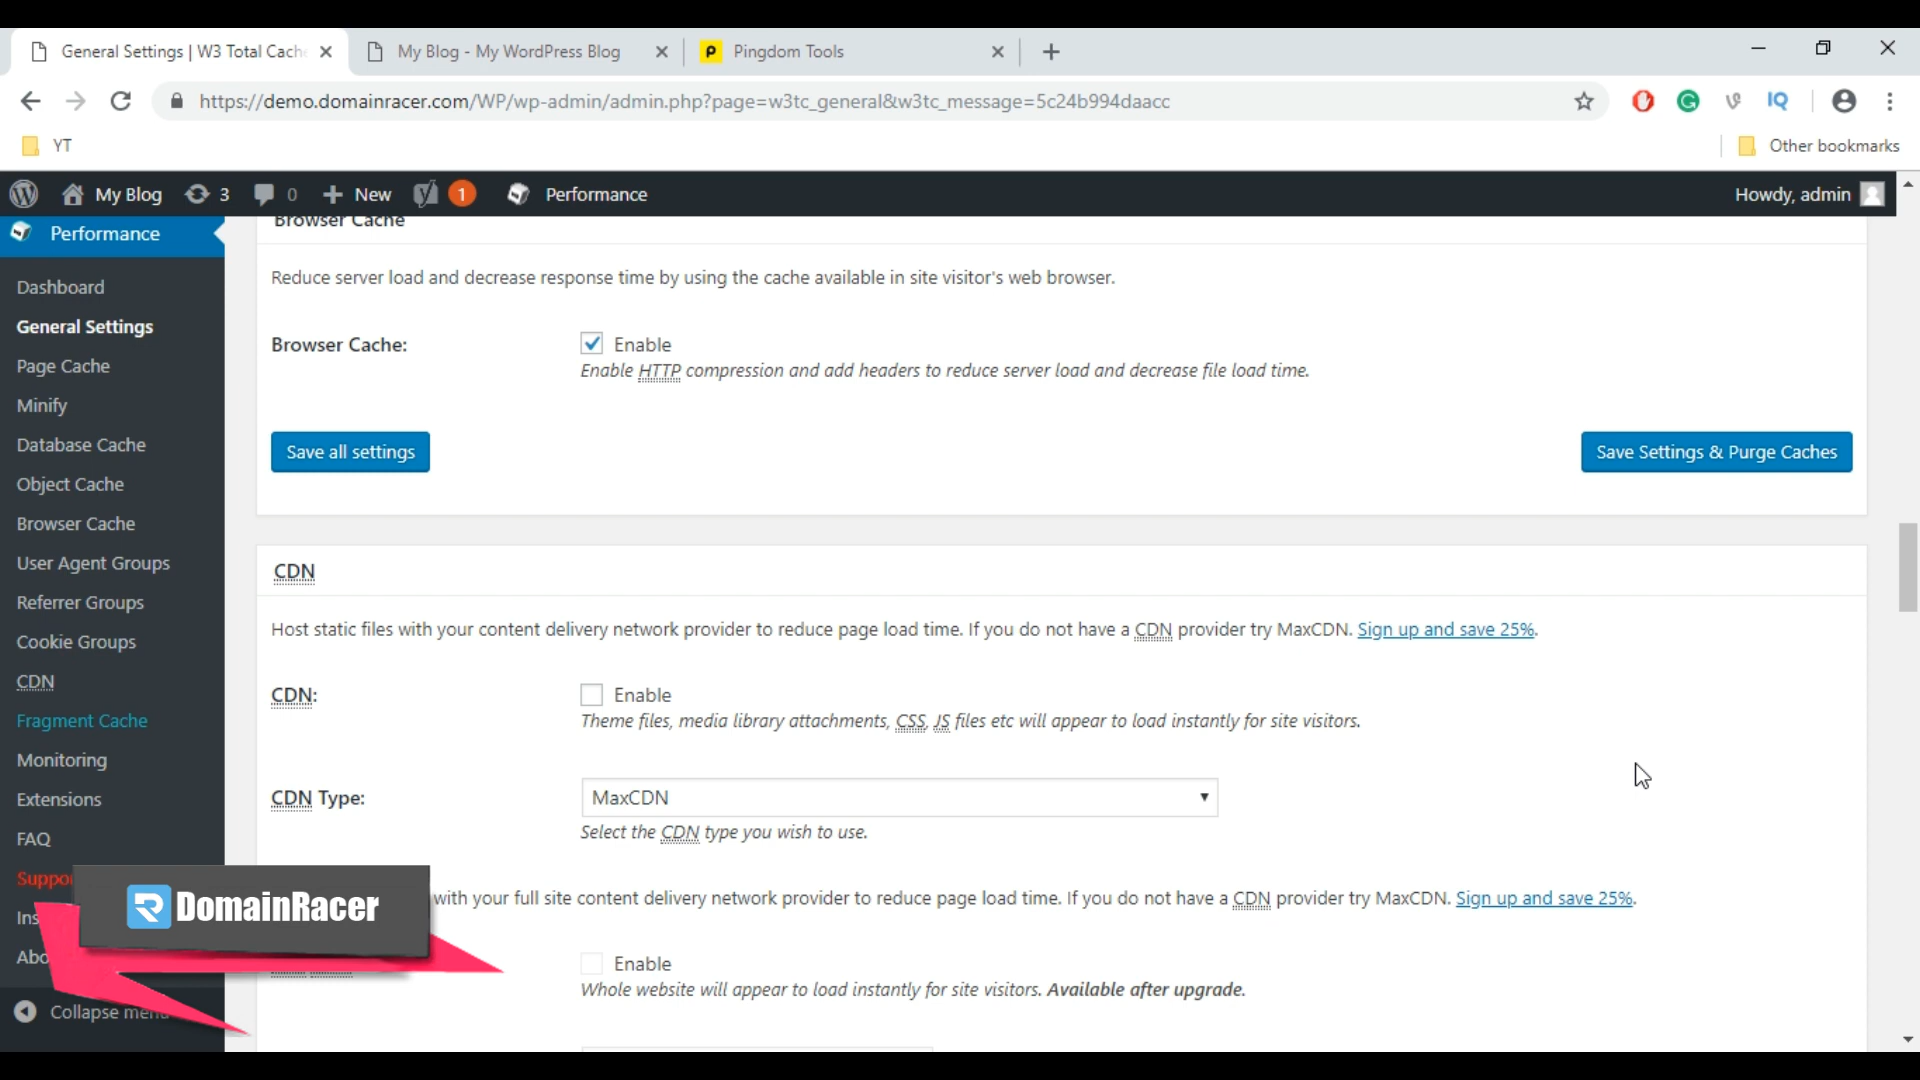 General Settings | W3 Total Cach
My Blog - My WordPress Blog
Pingdom Tools
https://demo.domainracer.com/WP/wp-admin/admin.php?page=w3tc_general&w3tc_message=5c24b994daacc
IQ
YT
Other bookmarks
My Blog
3
0
New
1
Performance
Howdy, admin
Performance
Dashboard
General Settings
Page Cache
Minify
Database Cache
Object Cache
Browser Cache
User Agent Groups
Referrer Groups
Cookie Groups
CDN
Fragment Cache
Monitoring
Extensions
FAQ
Suppo
Ins
Abo
Collapse menu
Browser Cache
Reduce server load and decrease response time by using the cache available in site visitor's web browser.
Browser Cache:
Enable
Enable HTTP compression and add headers to reduce server load and decrease file load time.
Save all settings
Save Settings & Purge Caches
CDN
Host static files with your content delivery network provider to reduce page load time. If you do not have a CDN provider try MaxCDN. Sign up and save 25%.
CDN:
Enable
Theme files, media library attachments, CSS, JS files etc will appear to load instantly for site visitors.
CDN Type:
MaxCDN
Select the CDN type you wish to use.
with your full site content delivery network provider to reduce page load time. If you do not have a CDN provider try MaxCDN. Sign up and save 25%.
Enable
Whole website will appear to load instantly for site visitors. Available after upgrade.
DomainRacer